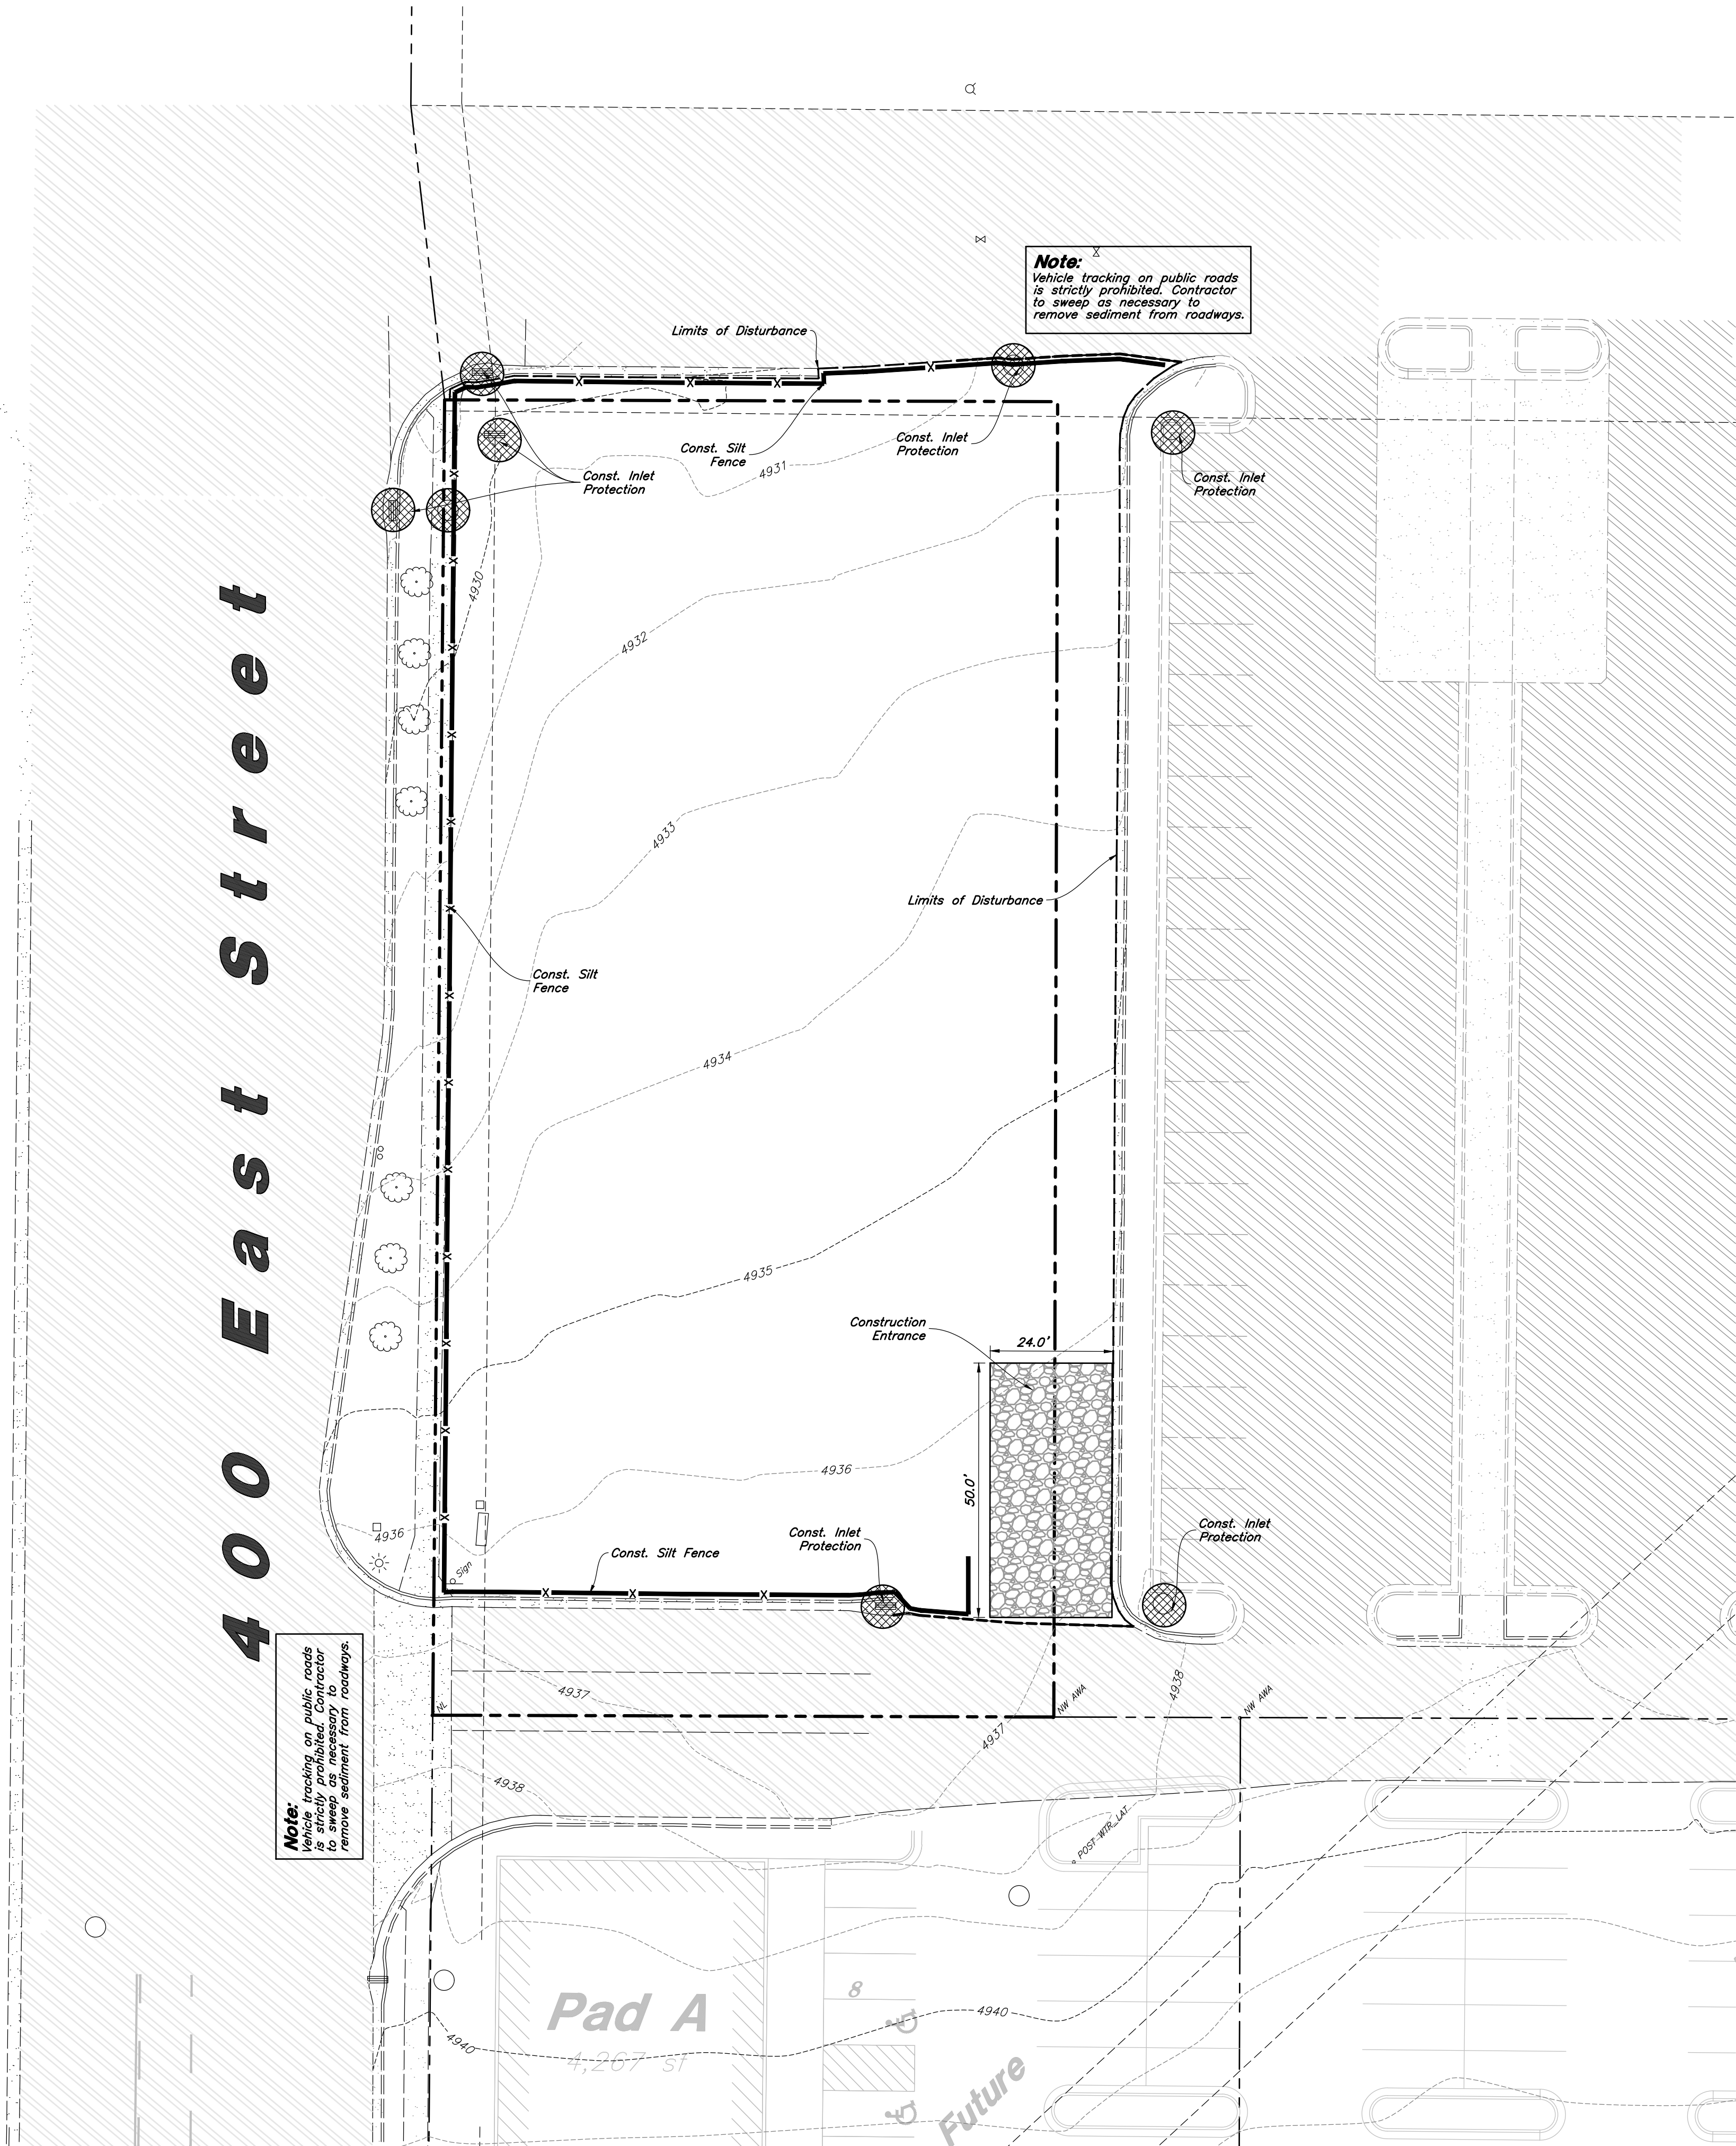 Note:
Vehicle tracking on public roads
is strictly prohibited. Contractor
to sweep as necessary to
remove sediment from roadways.
Limits of Disturbance
Const. Silt
Fence
Const. Inlet
Protection
4931
Const. Inlet
Protection
Const. Inlet
Protection
4930
4932
4933
400 East Street
Limits of Disturbance
Const. Silt
Fence
4934
4935
Construction
Entrance
24.0'
50.0'
4936
4936
Const. Inlet
Protection
Const. Inlet
Protection
Const. Silt Fence
Sign
Note:
Vehicle tracking on public roads
is strictly prohibited. Contractor
to sweep as necessary to
remove sediment from roadways.
4937
4938
NL
NW AWA
NW AWA
4937
4938
POST WTR_LAT
Pad A
4,267 sf
8
4940
4940
Future